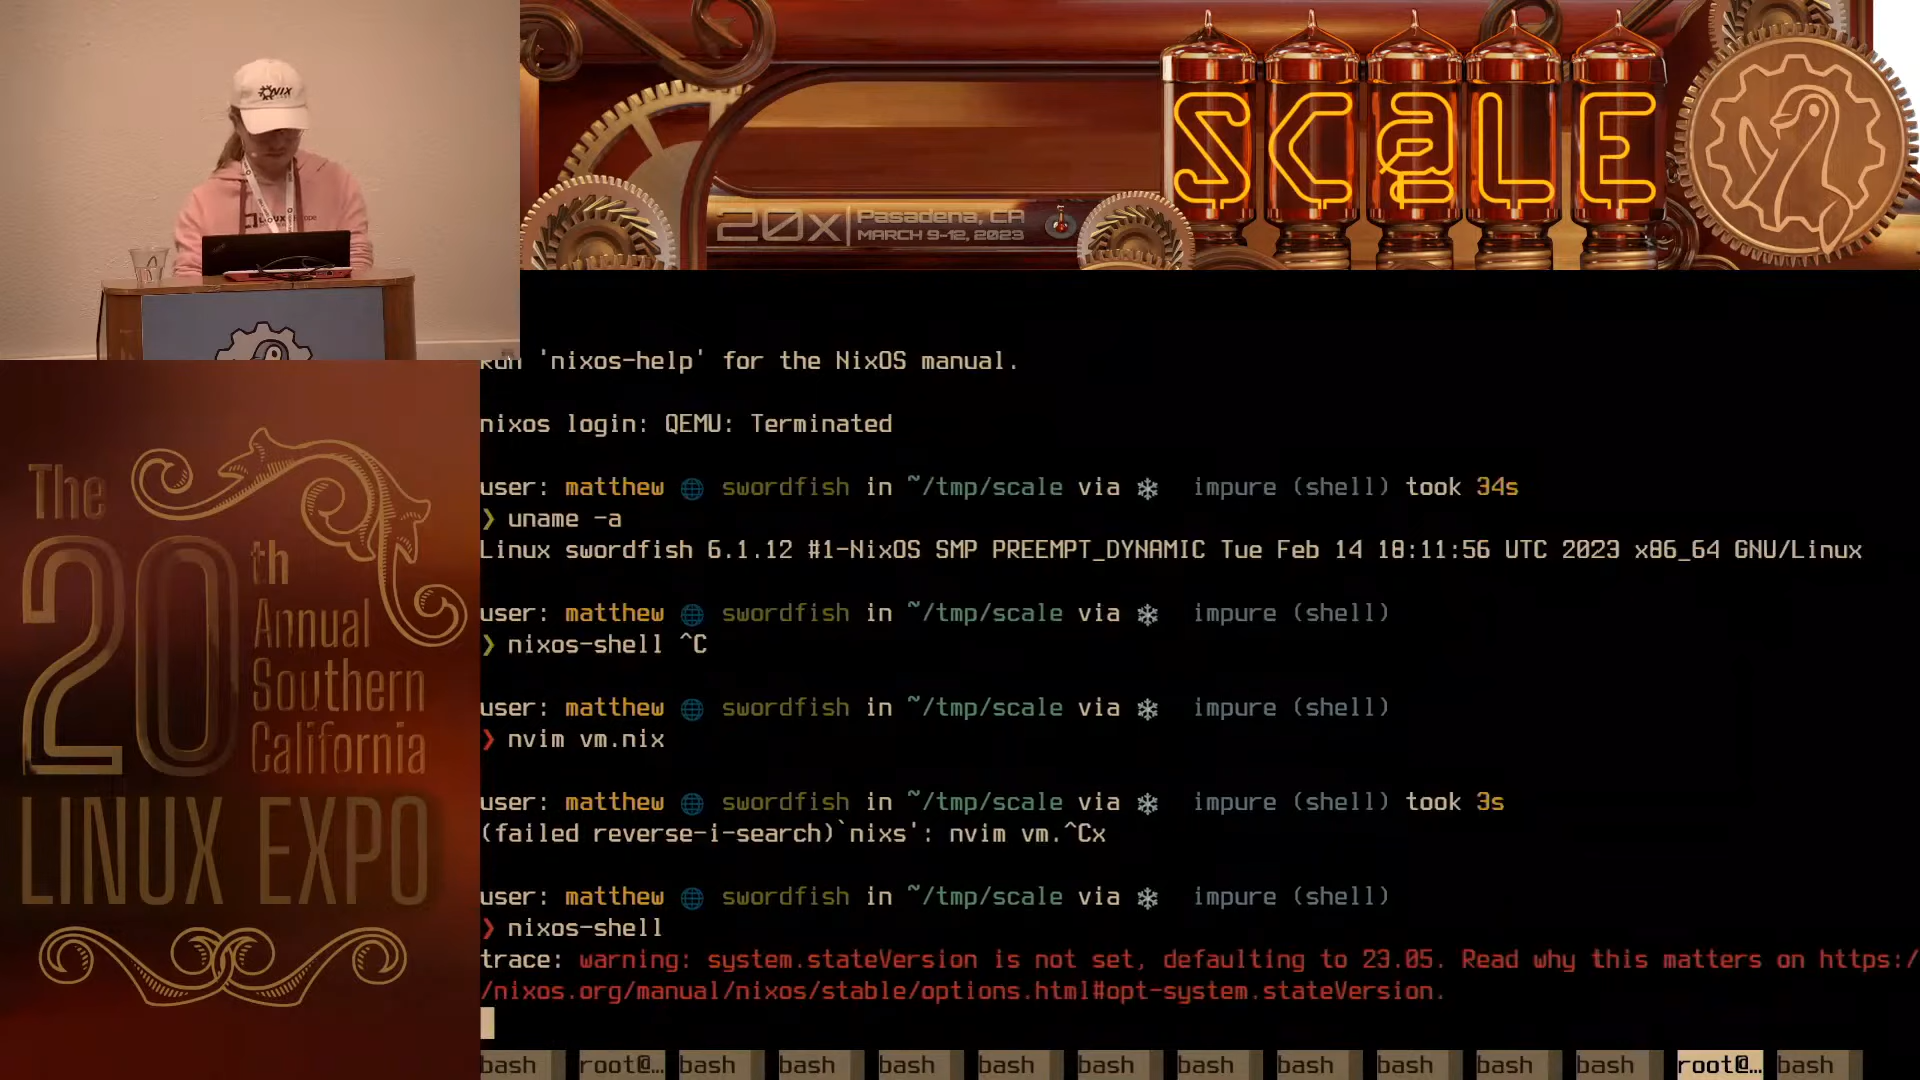 NIX
SCaLE
20x
Pasadena, CA
MARCH 9-12, 2023
Run 'nixos-help' for the NixOS manual.
nixos login: QEMU: Terminated
user: matthew swordfish in ~/tmp/scale via impure (shell) took 34s
❯ uname -a
Linux swordfish 6.1.12 #1-NixOS SMP PREEMPT_DYNAMIC Tue Feb 14 18:11:56 UTC 2023 x86_64 GNU/Linux
user: matthew swordfish in ~/tmp/scale via impure (shell)
❯ nixos-shell ^C
user: matthew swordfish in ~/tmp/scale via impure (shell)
❯ nvim vm.nix
user: matthew swordfish in ~/tmp/scale via impure (shell) took 3s
(failed reverse-i-search)`nixs': nvim vm.^Cx
user: matthew swordfish in ~/tmp/scale via impure (shell)
❯ nixos-shell
trace: warning: system.stateVersion is not set, defaulting to 23.05. Read why this matters on https:/
/nixos.org/manual/nixos/stable/options.html#opt-system.stateVersion.
bash root@… bash bash bash bash bash bash bash bash bash bash root@… bash
The
20th
Annual
Southern
California
LINUX EXPO